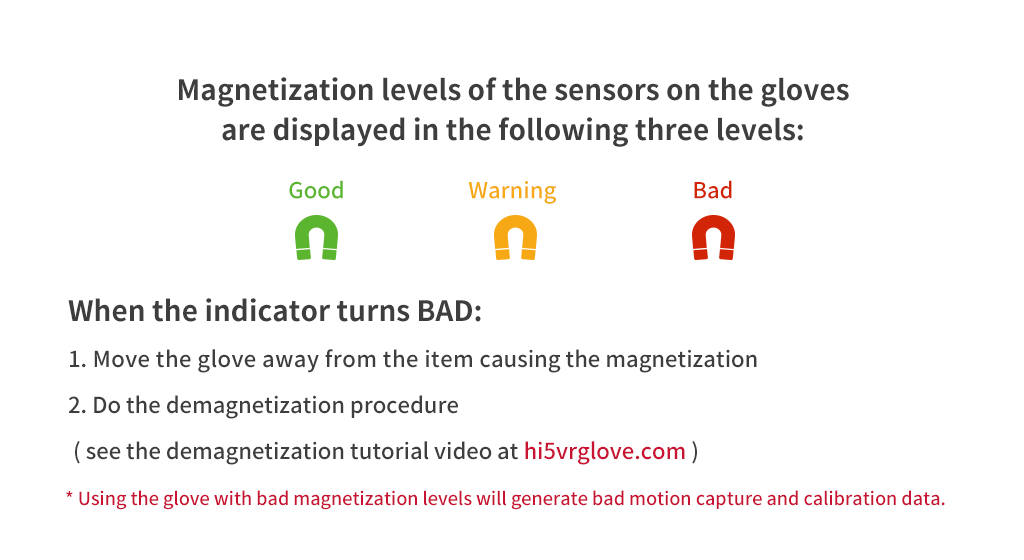 Magnetization levels of the sensors on the gloves
are displayed in the following three levels:
Good Warning Bad
When the indicator turns BAD:
1. Move the glove away from the item causing the magnetization
2. Do the demagnetization procedure
( see the demagnetization tutorial video at hi5vrglove.com )
* Using the glove with bad magnetization levels will generate bad motion capture and calibration data.